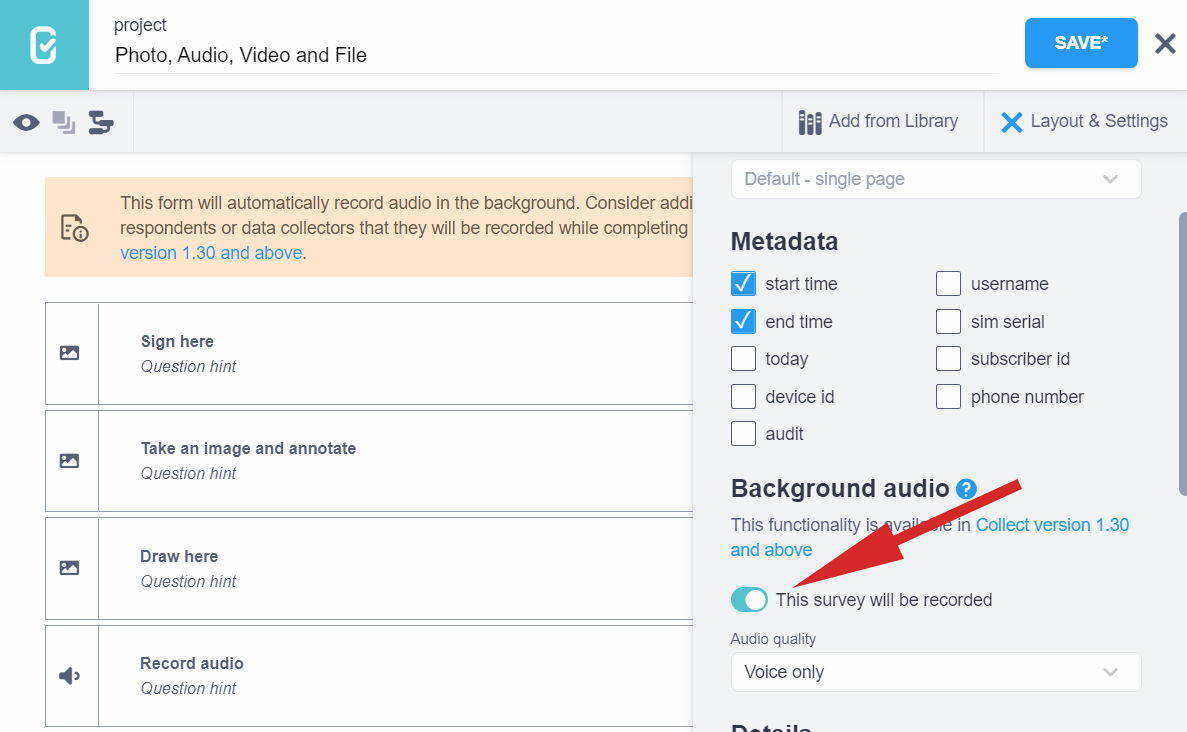 project
Photo, Audio, Video and File
SAVE*
Add from Library
Layout & Settings
This form will automatically record audio in the background. Consider addi
respondents or data collectors that they will be recorded while completing
version 1.30 and above.
Sign here
Question hint
Take an image and annotate
Question hint
Draw here
Question hint
Record audio
Question hint
Default - single page
Metadata
start time
username
end time
sim serial
today
subscriber id
device id
phone number
audit
Background audio ?
This functionality is available in Collect version 1.30
and above
This survey will be recorded
Audio quality
Voice only
Details